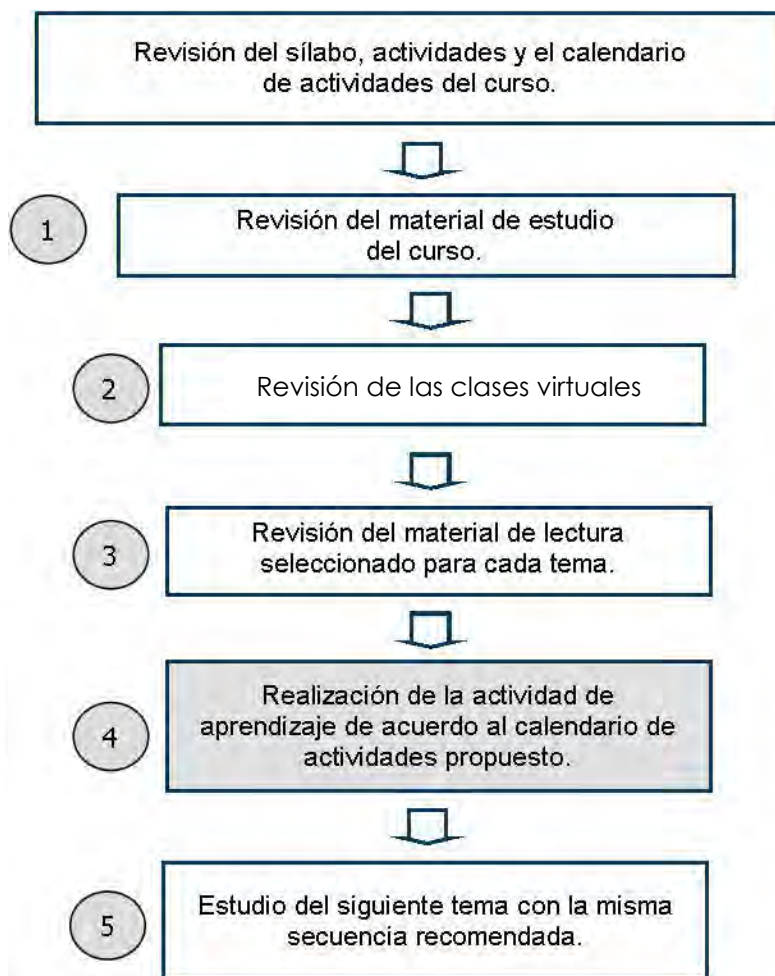 Revisión del sílabo, actividades y el calendario
de actividades del curso.
1
Revisión del material de estudio
del curso.
2
Revisión de las clases virtuales
3
Revisión del material de lectura
seleccionado para cada tema.
4
Realización de la actividad de
aprendizaje de acuerdo al calendario de
actividades propuesto.
5
Estudio del siguiente tema con la misma
secuencia recomendada.